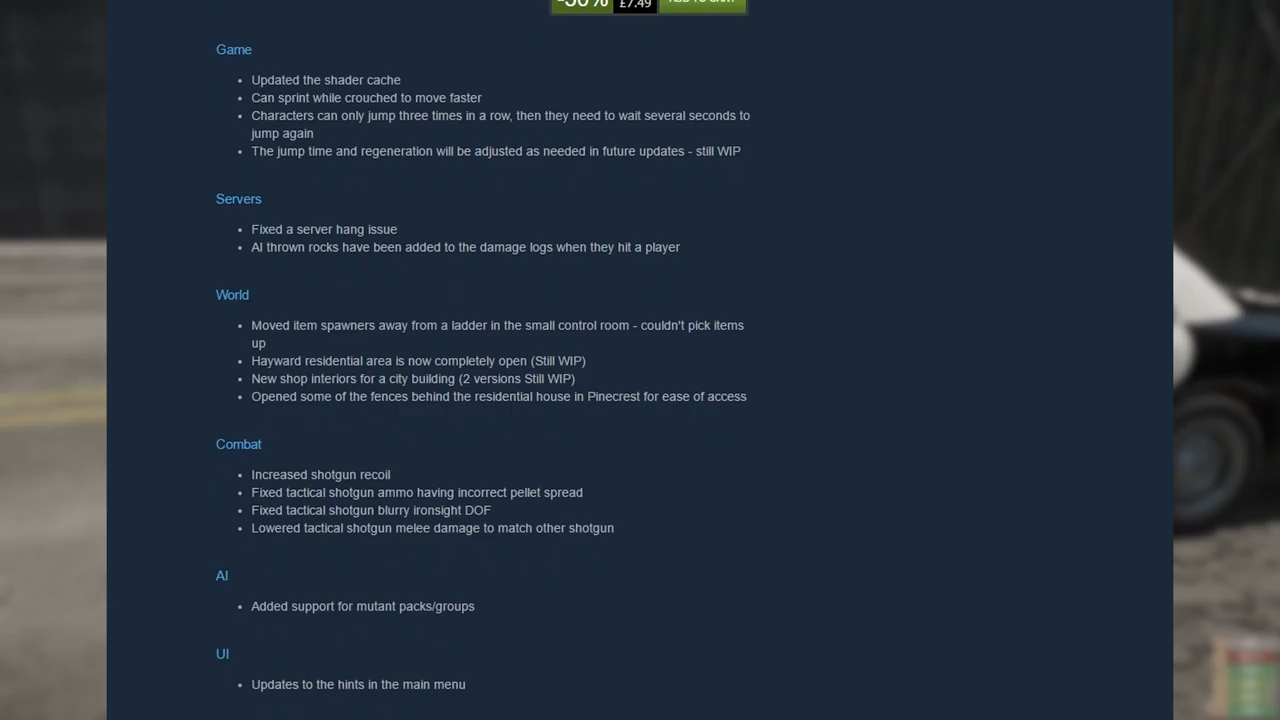 -50%
£7.49
Game
Updated the shader cache
Can sprint while crouched to move faster
Characters can only jump three times in a row, then they need to wait several seconds to
jump again
The jump time and regeneration will be adjusted as needed in future updates - still WIP
Servers
Fixed a server hang issue
AI thrown rocks have been added to the damage logs when they hit a player
World
Moved item spawners away from a ladder in the small control room - couldn't pick items
up
Hayward residential area is now completely open (Still WIP)
New shop interiors for a city building (2 versions Still WIP)
Opened some of the fences behind the residential house in Pinecrest for ease of access
Combat
Increased shotgun recoil
Fixed tactical shotgun ammo having incorrect pellet spread
Fixed tactical shotgun blurry ironsight DOF
Lowered tactical shotgun melee damage to match other shotgun
AI
Added support for mutant packs/groups
UI
Updates to the hints in the main menu